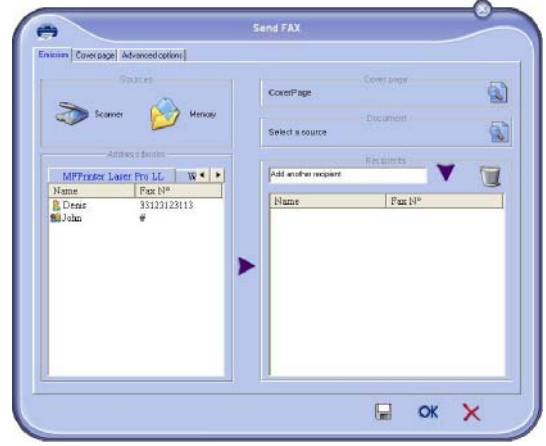 Send FAX
Emission Cover page Advanced options
Sources
Scanner Memory
Cover page
CoverPage
Document
Select a source
Address books
MFPrinter Laser Pro LL W
Name Fax N°
Denis 33123123113
John #
Recipients
Add another recipient
Name Fax N°
OK